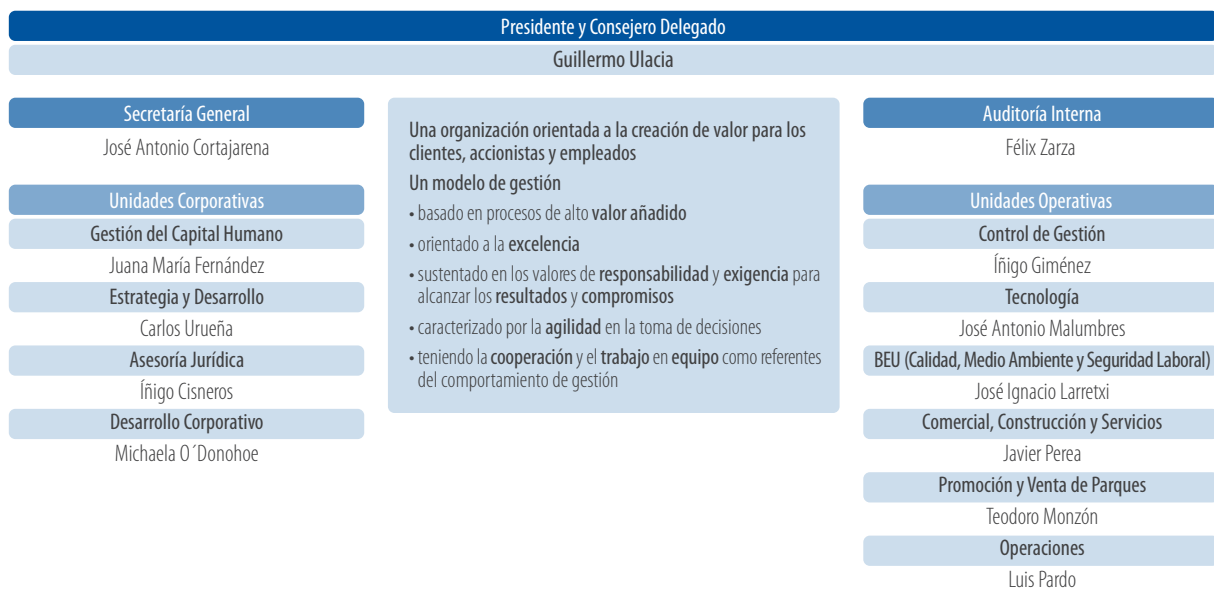 Presidente y Consejero Delegado
Guillermo Ulacia
Secretaría General
José Antonio Cortajarena
Unidades Corporativas
Gestión del Capital Humano
Juana María Fernández
Estrategia y Desarrollo
Carlos Urueña
Asesoría Jurídica
Íñigo Cisneros
Desarrollo Corporativo
Michaela O´Donohoe
Una organización orientada a la creación de valor para los
clientes, accionistas y empleados
Un modelo de gestión
• basado en procesos de alto valor añadido
• orientado a la excelencia
• sustentado en los valores de responsabilidad y exigencia para
alcanzar los resultados y compromisos
• caracterizado por la agilidad en la toma de decisiones
• teniendo la cooperación y el trabajo en equipo como referentes
del comportamiento de gestión
Auditoría Interna
Félix Zarza
Unidades Operativas
Control de Gestión
Íñigo Giménez
Tecnología
José Antonio Malumbres
BEU (Calidad, Medio Ambiente y Seguridad Laboral)
José Ignacio Larretxi
Comercial, Construcción y Servicios
Javier Perea
Promoción y Venta de Parques
Teodoro Monzón
Operaciones
Luis Pardo